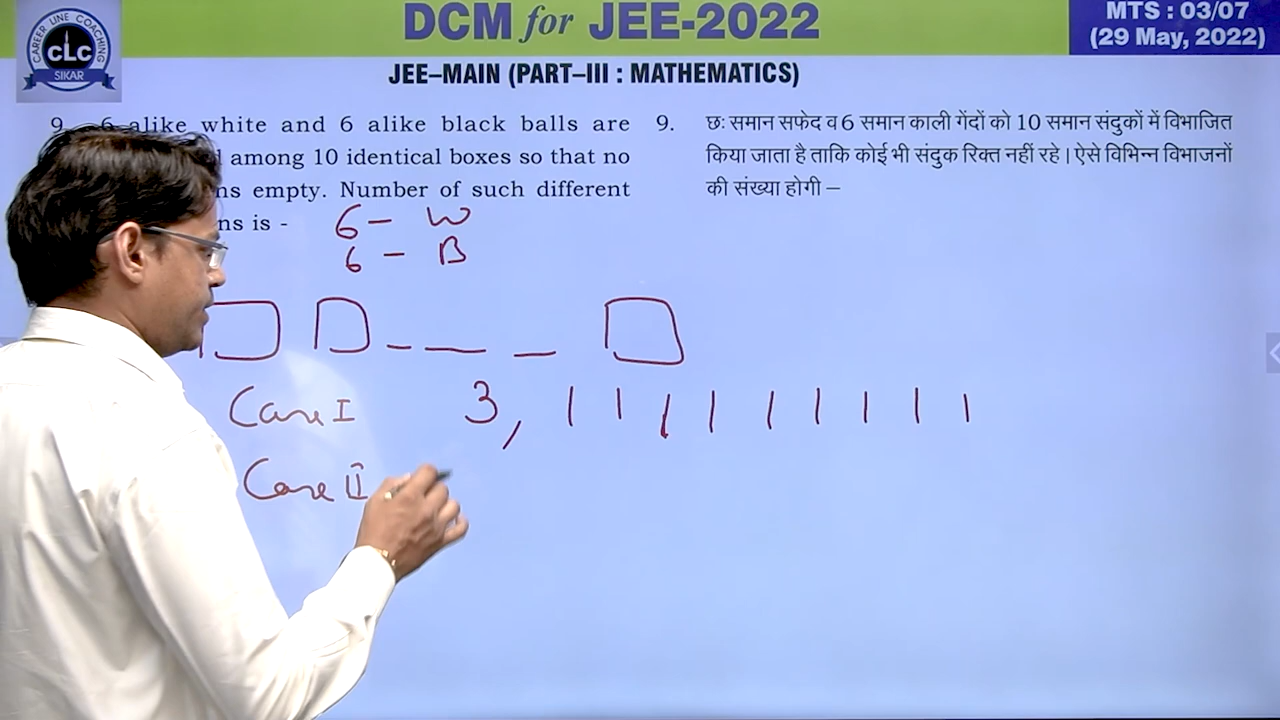 DCM for JEE-2022
MTS : 03/07
(29 May, 2022)
CAREER LINE COACHING
CLC
SIKAR
JEE–MAIN (PART–III : MATHEMATICS)
9. 6 alike white and 6 alike black balls are
among 10 identical boxes so that no
empty. Number of such different
is -
9. छः समान सफेद व 6 समान काली गेंदों को 10 समान संदुकों में विभाजित
किया जाता है ताकि कोई भी संदुक रिक्त नहीं रहे। ऐसे विभिन्न विभाजनों
की संख्या होगी –
6 – W
6 – B
Case I 3, 1 1 1 1 1 1 1 1 1
Case II